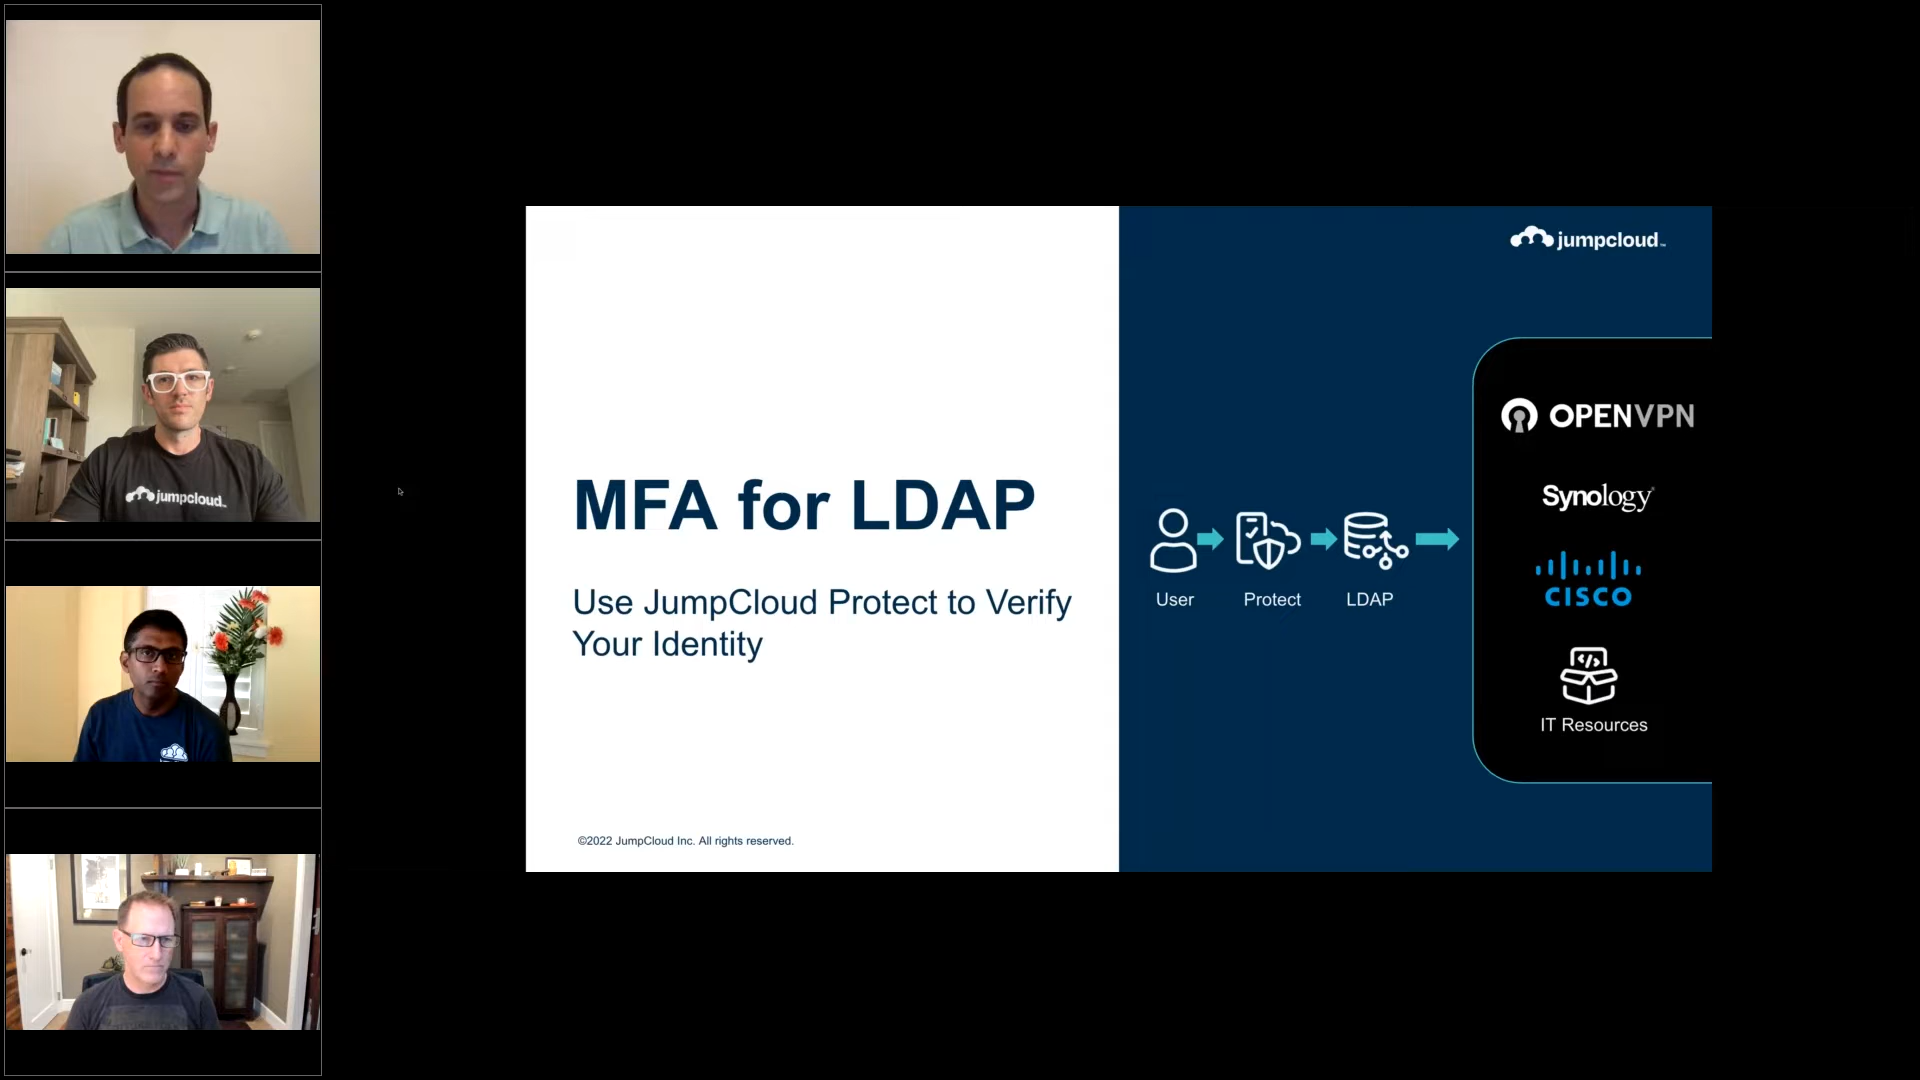 jumpcloud
MFA for LDAP
Use JumpCloud Protect to Verify
Your Identity
©2022 JumpCloud Inc. All rights reserved.
jumpcloud™
User
Protect
LDAP
OPENVPN
Synology®
CISCO
IT Resources